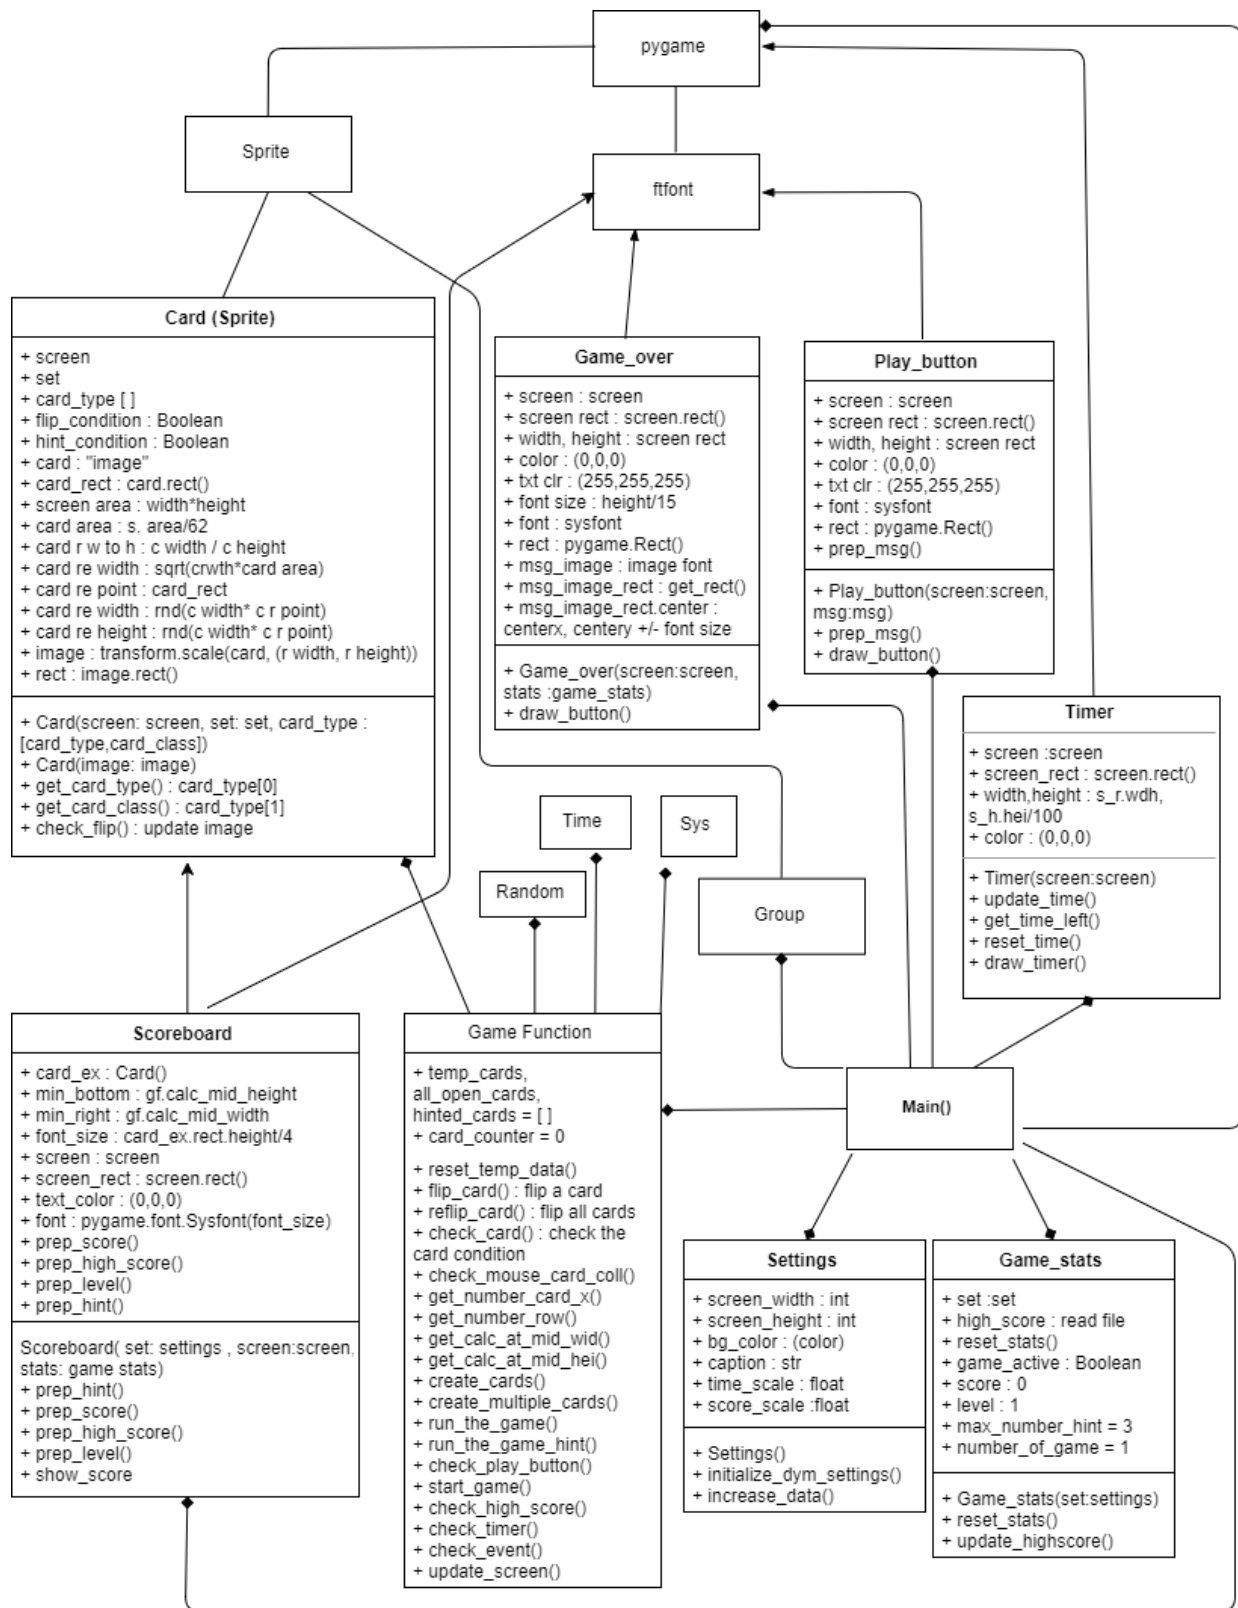 pygame
Sprite
ftfont
Card (Sprite)
+ screen
+ set
+ card_type [ ]
+ flip_condition : Boolean
+ hint_condition : Boolean
+ card : "image"
+ card_rect : card.rect()
+ screen area : width*height
+ card area : s. area/62
+ card r w to h : c width / c height
+ card re width : sqrt(crwth*card area)
+ card re point : card_rect
+ card re width : rnd(c width* c r point)
+ card re height : rnd(c width* c r point)
+ image : transform.scale(card, (r width, r height))
+ rect : image.rect()
+ Card(screen: screen, set: set, card_type :
[card_type,card_class])
+ Card(image: image)
+ get_card_type() : card_type[0]
+ get_card_class() : card_type[1]
+ check_flip() : update image
Game_over
+ screen : screen
+ screen rect : screen.rect()
+ width, height : screen rect
+ color : (0,0,0)
+ txt clr : (255,255,255)
+ font size : height/15
+ font : sysfont
+ rect : pygame.Rect()
+ msg_image : image font
+ msg_image_rect : get_rect()
+ msg_image_rect.center :
centerx, centery +/- font size
+ Game_over(screen:screen,
stats :game_stats)
+ draw_button()
Play_button
+ screen : screen
+ screen rect : screen.rect()
+ width, height : screen rect
+ color : (0,0,0)
+ txt clr : (255,255,255)
+ font : sysfont
+ rect : pygame.Rect()
+ prep_msg()
+ Play_button(screen:screen,
msg:msg)
+ prep_msg()
+ draw_button()
Timer
+ screen :screen
+ screen_rect : screen.rect()
+ width,height : s_r.wdh,
s_h.hei/100
+ color : (0,0,0)
+ Timer(screen:screen)
+ update_time()
+ get_time_left()
+ reset_time()
+ draw_timer()
Time
Sys
Random
Group
Scoreboard
+ card_ex : Card()
+ min_bottom : gf.calc_mid_height
+ min_right : gf.calc_mid_width
+ font_size : card_ex.rect.height/4
+ screen : screen
+ screen_rect : screen.rect()
+ text_color : (0,0,0)
+ font : pygame.font.Sysfont(font_size)
+ prep_score()
+ prep_high_score()
+ prep_level()
+ prep_hint()
Scoreboard( set: settings , screen:screen,
stats: game stats)
+ prep_hint()
+ prep_score()
+ prep_high_score()
+ prep_level()
+ show_score
Game Function
+ temp_cards,
all_open_cards,
hinted_cards = [ ]
+ card_counter = 0
+ reset_temp_data()
+ flip_card() : flip a card
+ reflip_card() : flip all cards
+ check_card() : check the
card condition
+ check_mouse_card_coll()
+ get_number_card_x()
+ get_number_row()
+ get_calc_at_mid_wid()
+ get_calc_at_mid_hei()
+ create_cards()
+ create_multiple_cards()
+ run_the_game()
+ run_the_game_hint()
+ check_play_button()
+ start_game()
+ check_high_score()
+ check_timer()
+ check_event()
+ update_screen()
Main()
Settings
+ screen_width : int
+ screen_height : int
+ bg_color : (color)
+ caption : str
+ time_scale : float
+ score_scale :float
+ Settings()
+ initialize_dym_settings()
+ increase_data()
Game_stats
+ set :set
+ high_score : read file
+ reset_stats()
+ game_active : Boolean
+ score : 0
+ level : 1
+ max_number_hint = 3
+ number_of_game = 1
+ Game_stats(set:settings)
+ reset_stats()
+ update_highscore()